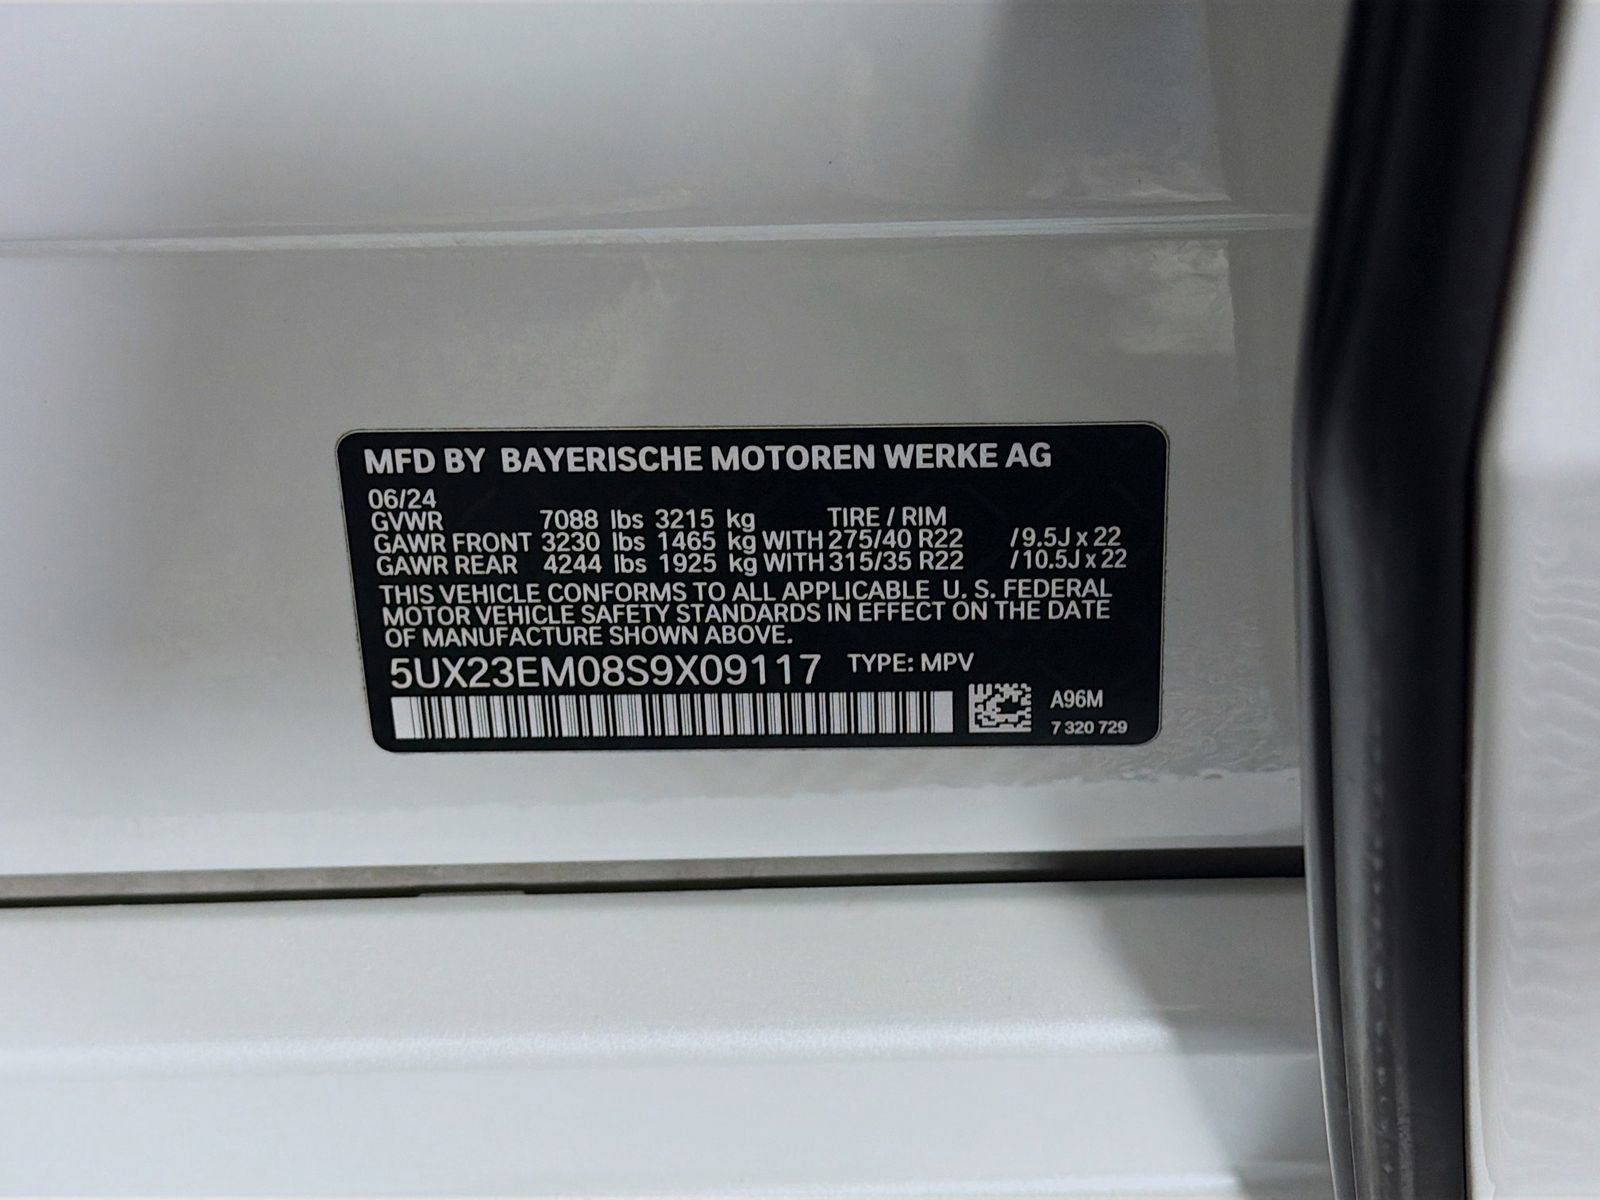 MFD BY BAYERISCHE MOTOREN WERKE AG
06/24
GVWR 7088 lbs 3215 kg TIRE / RIM
GAWR FRONT 3230 lbs 1465 kg WITH 275/40 R22 /9.5J x 22
GAWR REAR 4244 lbs 1925 kg WITH 315/35 R22 /10.5J x 22
THIS VEHICLE CONFORMS TO ALL APPLICABLE U. S. FEDERAL
MOTOR VEHICLE SAFETY STANDARDS IN EFFECT ON THE DATE
OF MANUFACTURE SHOWN ABOVE.
5UX23EM08S9X09117 TYPE: MPV
A96M
7 320 729